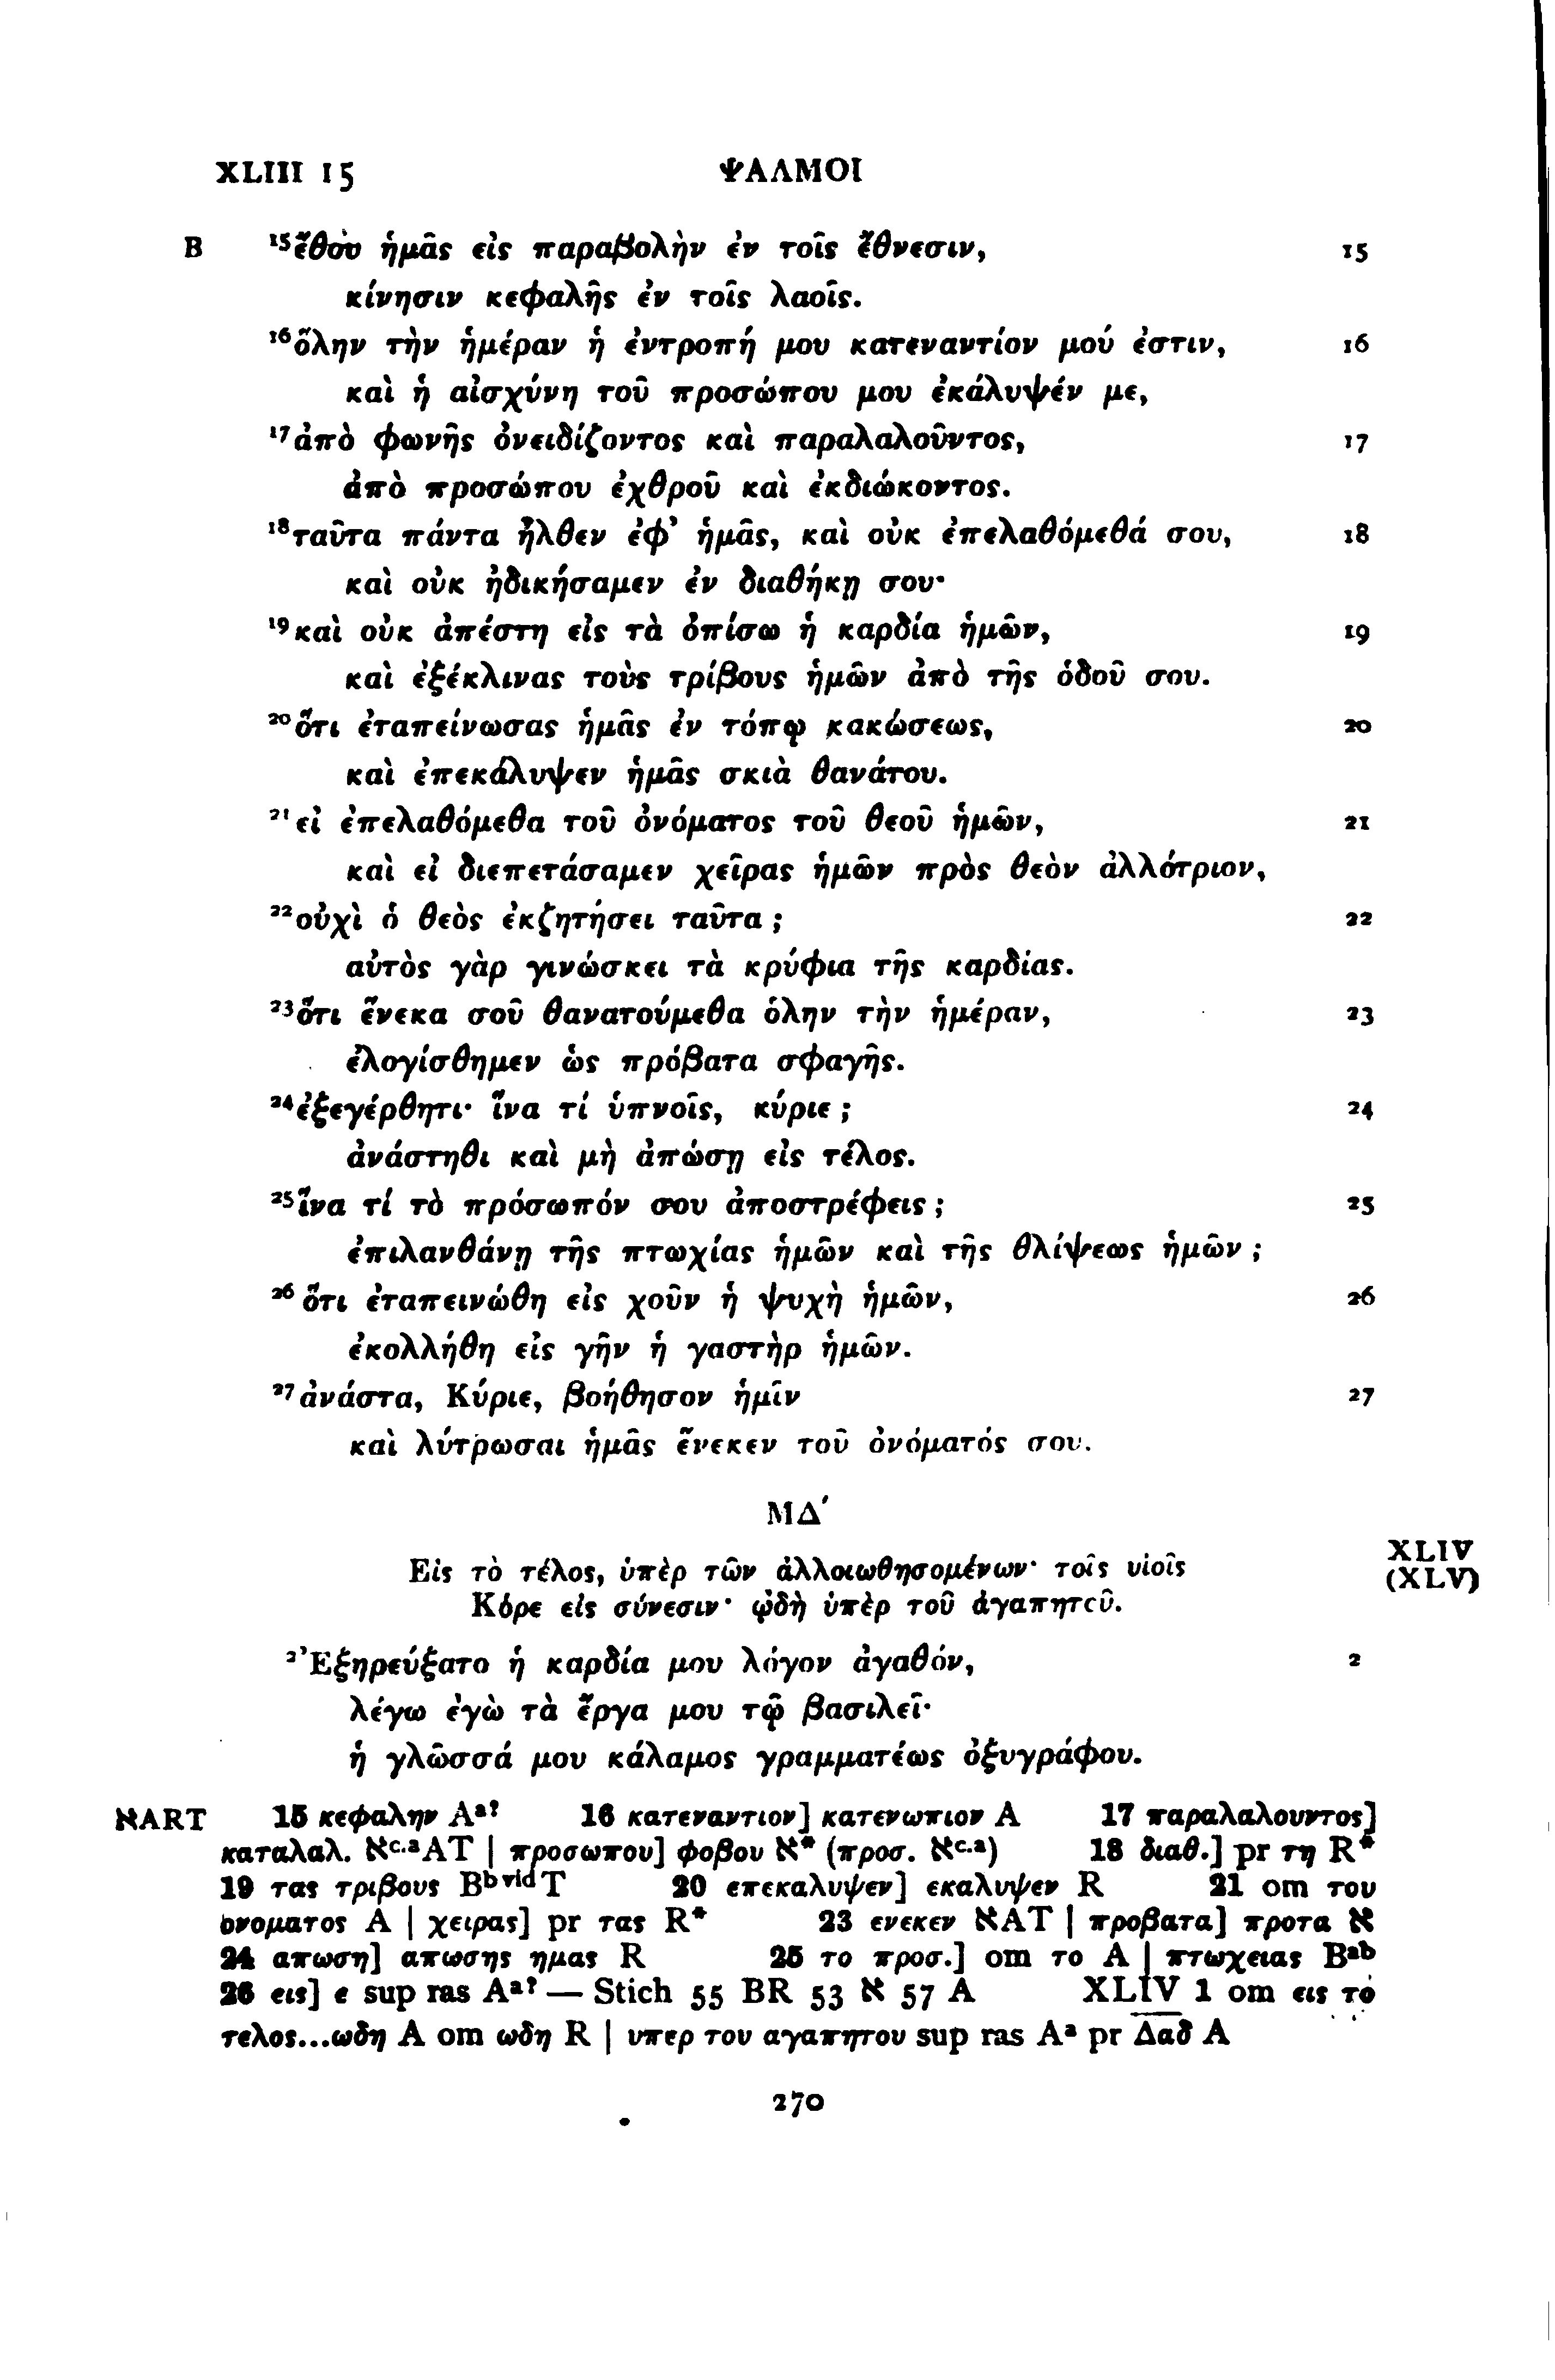 XLIII 15 ΨΑΛΜΟΙ
B ¹⁵ἔθου ἡμᾶς εἰς παραβολὴν ἐν τοῖς ἔθνεσιν, 15
κίνησιν κεφαλῆς ἐν τοῖς λαοῖς.
¹⁶ὅλην τὴν ἡμέραν ἡ ἐντροπή μου κατεναντίον μού ἐστιν, 16
καὶ ἡ αἰσχύνη τοῦ προσώπου μου ἐκάλυψέν με,
¹⁷ἀπὸ φωνῆς ὀνειδίζοντος καὶ παραλαλοῦντος, 17
ἀπὸ προσώπου ἐχθροῦ καὶ ἐκδιώκοντος.
¹⁸ταῦτα πάντα ἦλθεν ἐφ’ ἡμᾶς, καὶ οὐκ ἐπελαθόμεθά σου, 18
καὶ οὐκ ἠδικήσαμεν ἐν διαθήκῃ σου·
¹⁹καὶ οὐκ ἀπέστη εἰς τὰ ὀπίσω ἡ καρδία ἡμῶν, 19
καὶ ἐξέκλινας τοὺς τρίβους ἡμῶν ἀπὸ τῆς ὁδοῦ σου.
²⁰ὅτι ἐταπείνωσας ἡμᾶς ἐν τόπῳ κακώσεως, 20
καὶ ἐπεκάλυψεν ἡμᾶς σκιὰ θανάτου.
²¹εἰ ἐπελαθόμεθα τοῦ ὀνόματος τοῦ θεοῦ ἡμῶν, 21
καὶ εἰ διεπετάσαμεν χεῖρας ἡμῶν πρὸς θεὸν ἀλλότριον,
²²οὐχὶ ὁ θεὸς ἐκζητήσει ταῦτα ; 22
αὐτὸς γὰρ γινώσκει τὰ κρύφια τῆς καρδίας.
²³ὅτι ἕνεκα σοῦ θανατούμεθα ὅλην τὴν ἡμέραν, 23
ἐλογίσθημεν ὡς πρόβατα σφαγῆς.
²⁴ἐξεγέρθητι· ἵνα τί ὑπνοῖς, κύριε ; 24
ἀνάστηθι καὶ μὴ ἀπώσῃ εἰς τέλος.
²⁵ἵνα τί τὸ πρόσωπόν σου ἀποστρέφεις ; 25
ἐπιλανθάνῃ τῆς πτωχίας ἡμῶν καὶ τῆς θλίψεως ἡμῶν ;
²⁶ὅτι ἐταπεινώθη εἰς χοῦν ἡ ψυχὴ ἡμῶν, 26
ἐκολλήθη εἰς γῆν ἡ γαστὴρ ἡμῶν.
²⁷ἀνάστα, Κύριε, βοήθησον ἡμῖν 27
καὶ λύτρωσαι ἡμᾶς ἕνεκεν τοῦ ὀνόματός σου.
ΜΔ΄
XLIV
Εἰς τὸ τέλος, ὑπὲρ τῶν ἀλλοιωθησομένων· τοῖς υἱοῖς (XLV)
Κόρε εἰς σύνεσιν· ᾠδὴ ὑπὲρ τοῦ ἀγαπητοῦ.
²Ἐξηρεύξατο ἡ καρδία μου λόγον ἀγαθόν, 2
λέγω ἐγὼ τὰ ἔργα μου τῷ βασιλεῖ·
ἡ γλῶσσά μου κάλαμος γραμματέως ὀξυγράφου.
אART 15 κεφαλην Aᵃ? 16 κατεναντιον] κατενωπιον A 17 παραλαλουντος]
καταλαλ. אᶜ·ᵃAT | προσωπου] φοβου א* (προσ. אᶜ·ᵃ) 18 διαθ.] pr τη R*
19 τας τριβους Bᵇᵛⁱᵈ T 20 επεκαλυψεν] εκαλυψεν R 21 om του
ονοματος A | χειρας] pr τας R* 23 ενεκεν אAT | προβατα] προτα א
24 απωση] απωσης ημας R 25 το προσ.] om το A | πτωχειας Bᵃᵇ
26 εις] ε sup ras Aᵃ? — Stich 55 BR 53 א 57 A XLIV 1 om εις το
τελος...ωδη A om ωδη R | υπερ του αγαπητου sup ras Aᵃ pr Δαδ A
270